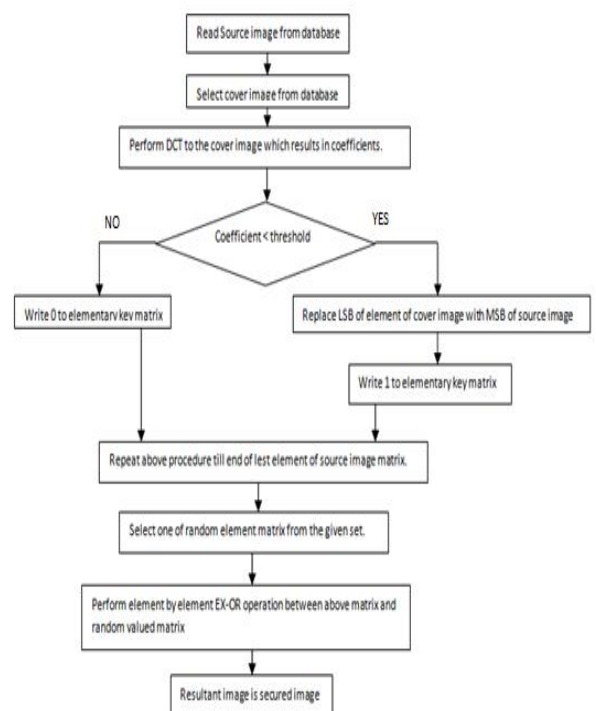 Read Source image from database
Select cover image from database
Perform DCT to the cover image which results in coefficients.
NO
YES
Coefficient < threshold
Write 0 to elementary key matrix
Replace LSB of element of cover image with MSB of source image
Write 1 to elementary key matrix
Repeat above procedure till end of lest element of source image matrix.
Select one of random element matrix from the given set.
Perform element by element EX-OR operation between above matrix and
random valued matrix
Resultant image is secured image